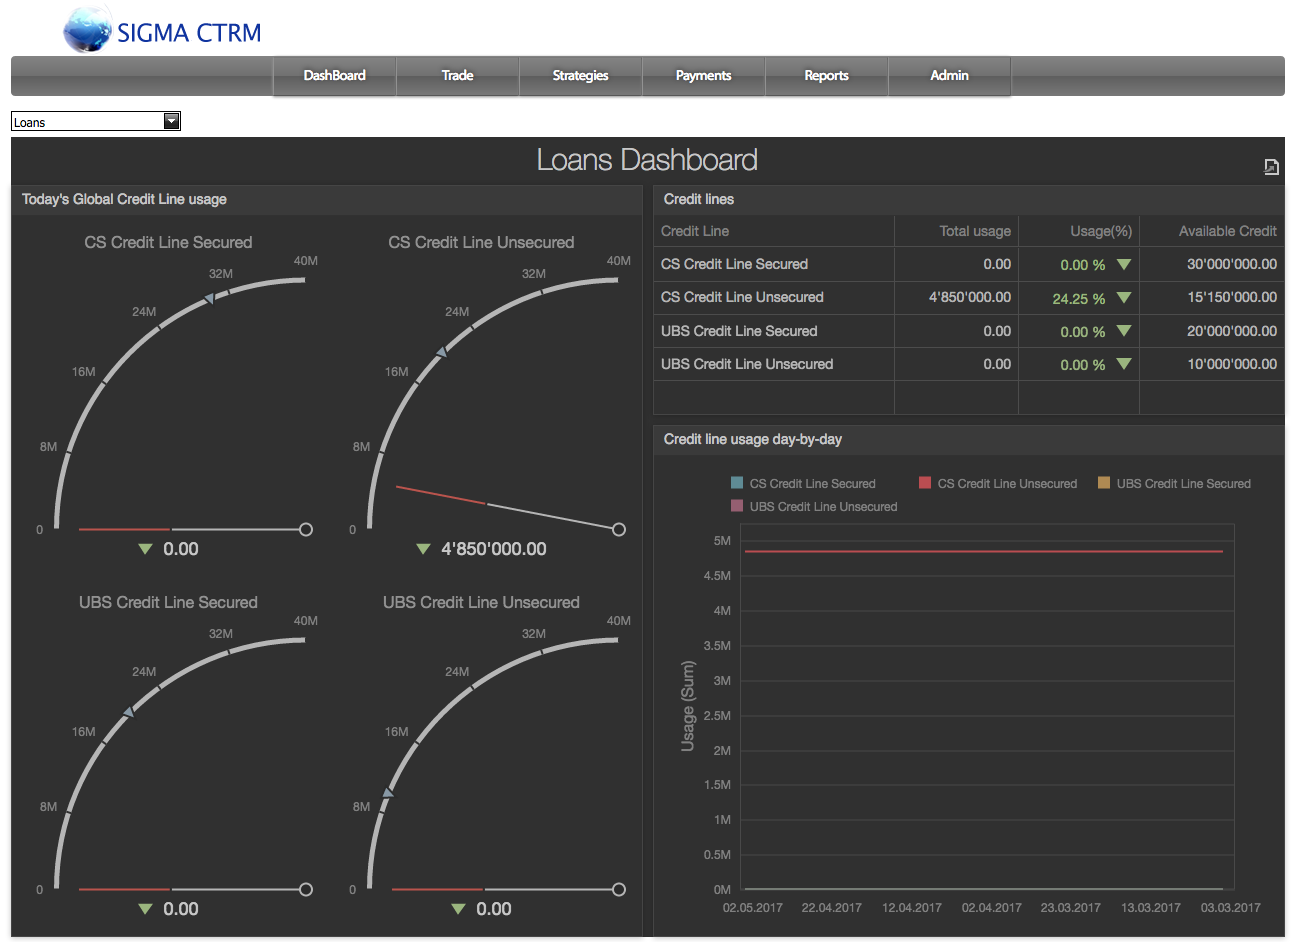 SIGMA CTRM
DashBoard Trade Strategies Payments Reports Admin
Loans
Loans Dashboard
Today's Global Credit Line usage
CS Credit Line Secured
0 8M 16M 24M 32M 40M
0.00
CS Credit Line Unsecured
0 8M 16M 24M 32M 40M
4'850'000.00
UBS Credit Line Secured
0 8M 16M 24M 32M 40M
0.00
UBS Credit Line Unsecured
0 8M 16M 24M 32M 40M
0.00
Credit lines
Credit Line Total usage Usage(%) Available Credit
CS Credit Line Secured 0.00 0.00 % 30'000'000.00
CS Credit Line Unsecured 4'850'000.00 24.25 % 15'150'000.00
UBS Credit Line Secured 0.00 0.00 % 20'000'000.00
UBS Credit Line Unsecured 0.00 0.00 % 10'000'000.00
Credit line usage day-by-day
CS Credit Line Secured CS Credit Line Unsecured UBS Credit Line Secured
UBS Credit Line Unsecured
Usage (Sum)
5M
4.5M
4M
3.5M
3M
2.5M
2M
1.5M
1M
0.5M
0M
02.05.2017 22.04.2017 12.04.2017 02.04.2017 23.03.2017 13.03.2017 03.03.2017